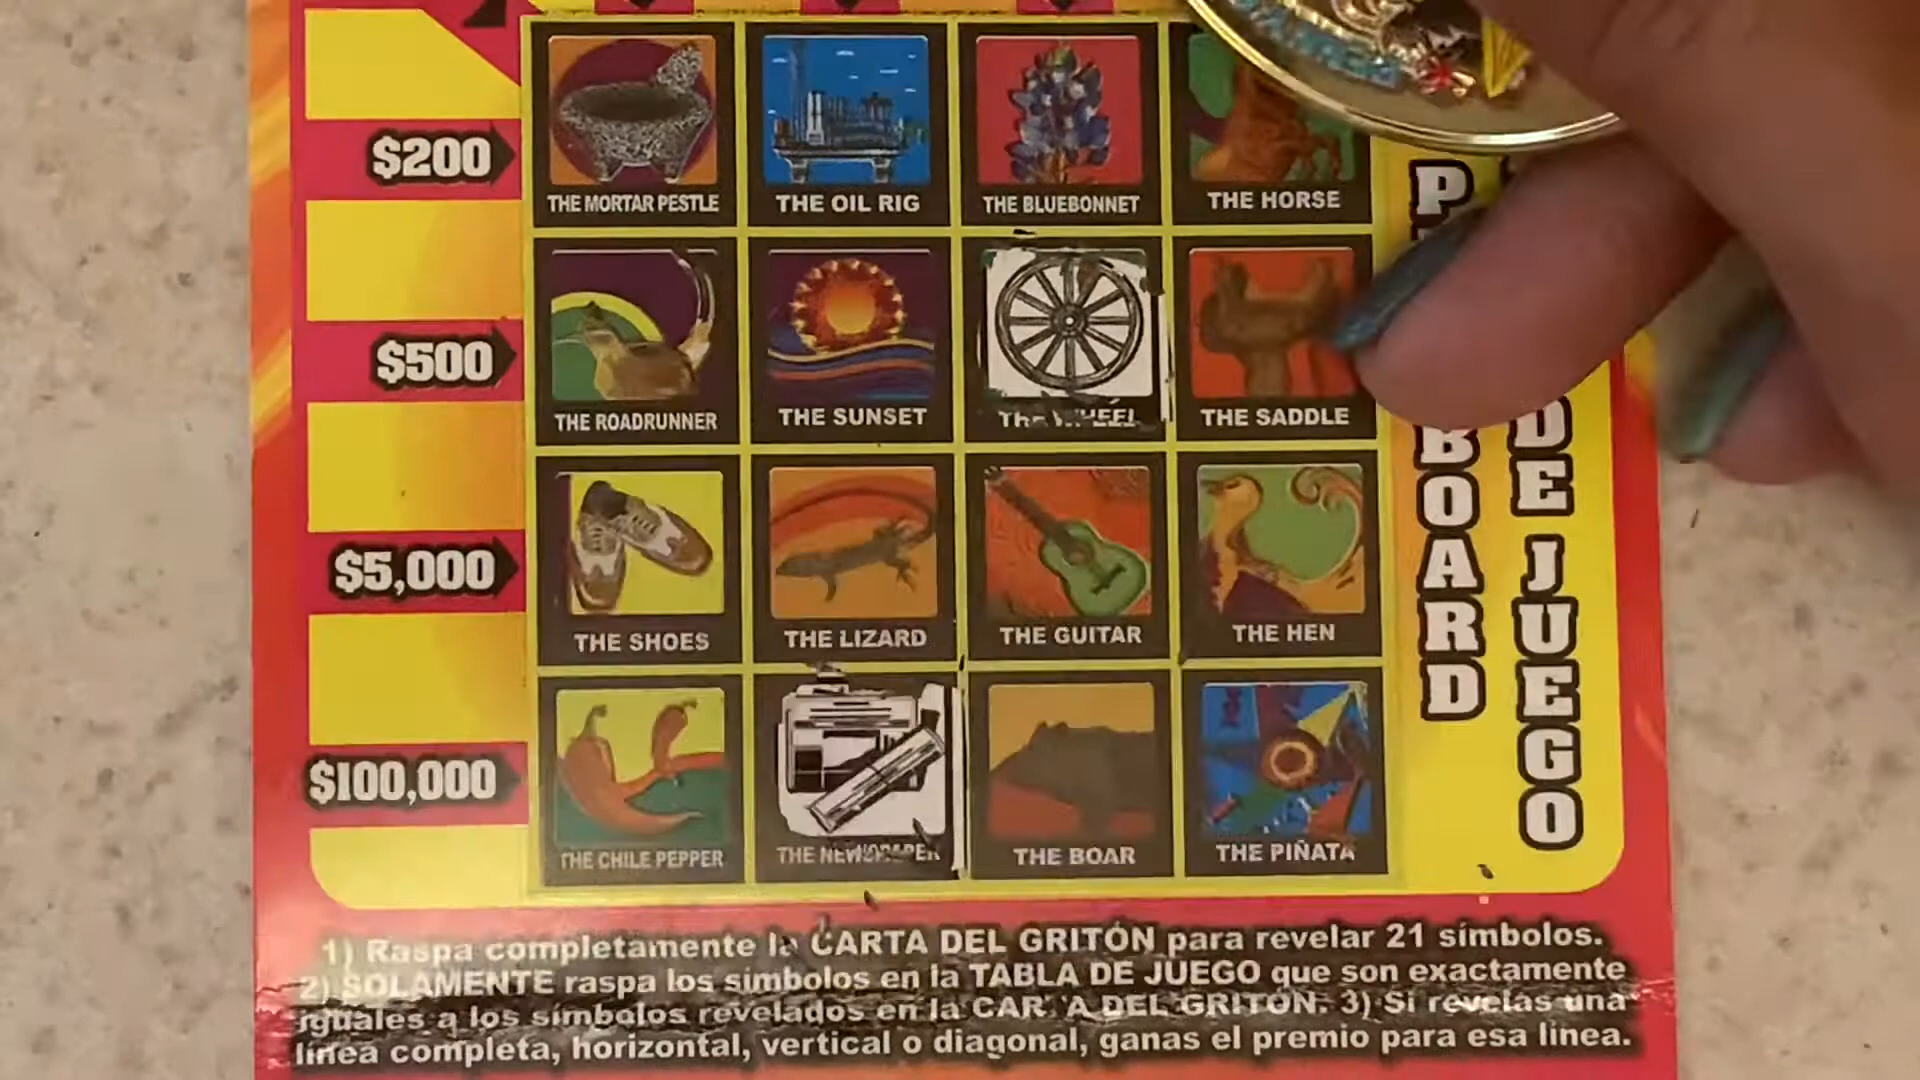 $200
THE MORTAR PESTLE
THE OIL RIG
THE BLUEBONNET
THE HORSE
$500
THE ROADRUNNER
THE SUNSET
THE WHEEL
THE SADDLE
$5,000
THE SHOES
THE LIZARD
THE GUITAR
THE HEN
$100,000
THE CHILE PEPPER
THE NEWSPAPER
THE BOAR
THE PIÑATA
BOARD
DE JUEGO
1) Raspa completamente la CARTA DEL GRITÓN para revelar 21 símbolos.
2) SOLAMENTE raspa los símbolos en la TABLA DE JUEGO que son exactamente
iguales a los símbolos revelados en la CARTA DEL GRITÓN. 3) Si revelas una
línea completa, horizontal, vertical o diagonal, ganas el premio para esa línea.